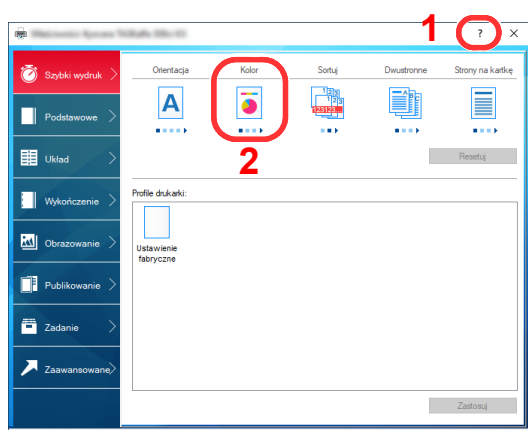 1
?
Szybki wydruk
Podstawowe
Układ
Wykończenie
Obrazowanie
Publikowanie
Zadanie
Zaawansowane
Orientacja Kolor Sortuj Dwustronne Strony na kartkę
A
123123...
2
Resetuj
Profile drukarki:
Ustawienie
fabryczne
Zastosuj